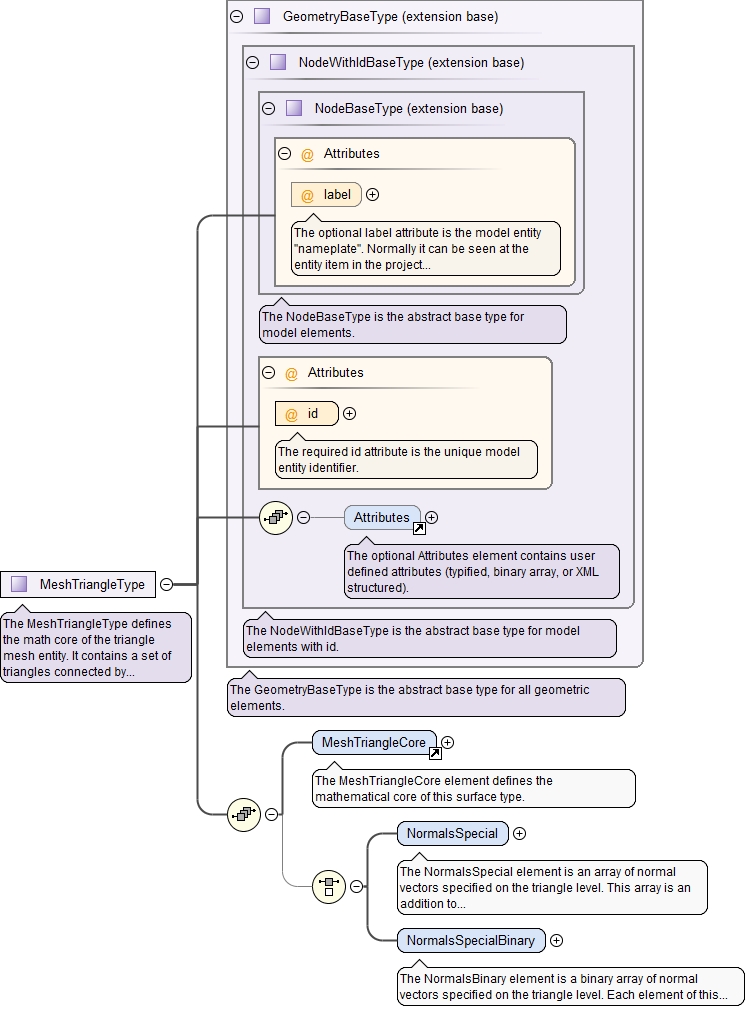 GeometryBaseType (extension base)
NodeWithIdBaseType (extension base)
NodeBaseType (extension base)
@ Attributes
@ label
The optional label attribute is the model entity
"nameplate". Normally it can be seen at the
entity item in the project...
The NodeBaseType is the abstract base type for
model elements.
@ Attributes
@ id
The required id attribute is the unique model
entity identifier.
Attributes
The optional Attributes element contains user
defined attributes (typified, binary array, or XML
structured).
MeshTriangleType
The MeshTriangleType defines
the math core of the triangle
mesh entity. It contains a set of
triangles connected by...
The NodeWithIdBaseType is the abstract base type for model
elements with id.
The GeometryBaseType is the abstract base type for all geometric
elements.
MeshTriangleCore
The MeshTriangleCore element defines the
mathematical core of this surface type.
NormalsSpecial
The NormalsSpecial element is an array of normal
vectors specified on the triangle level. This array is an
addition to...
NormalsSpecialBinary
The NormalsBinary element is a binary array of normal
vectors specified on the triangle level. Each element of this...